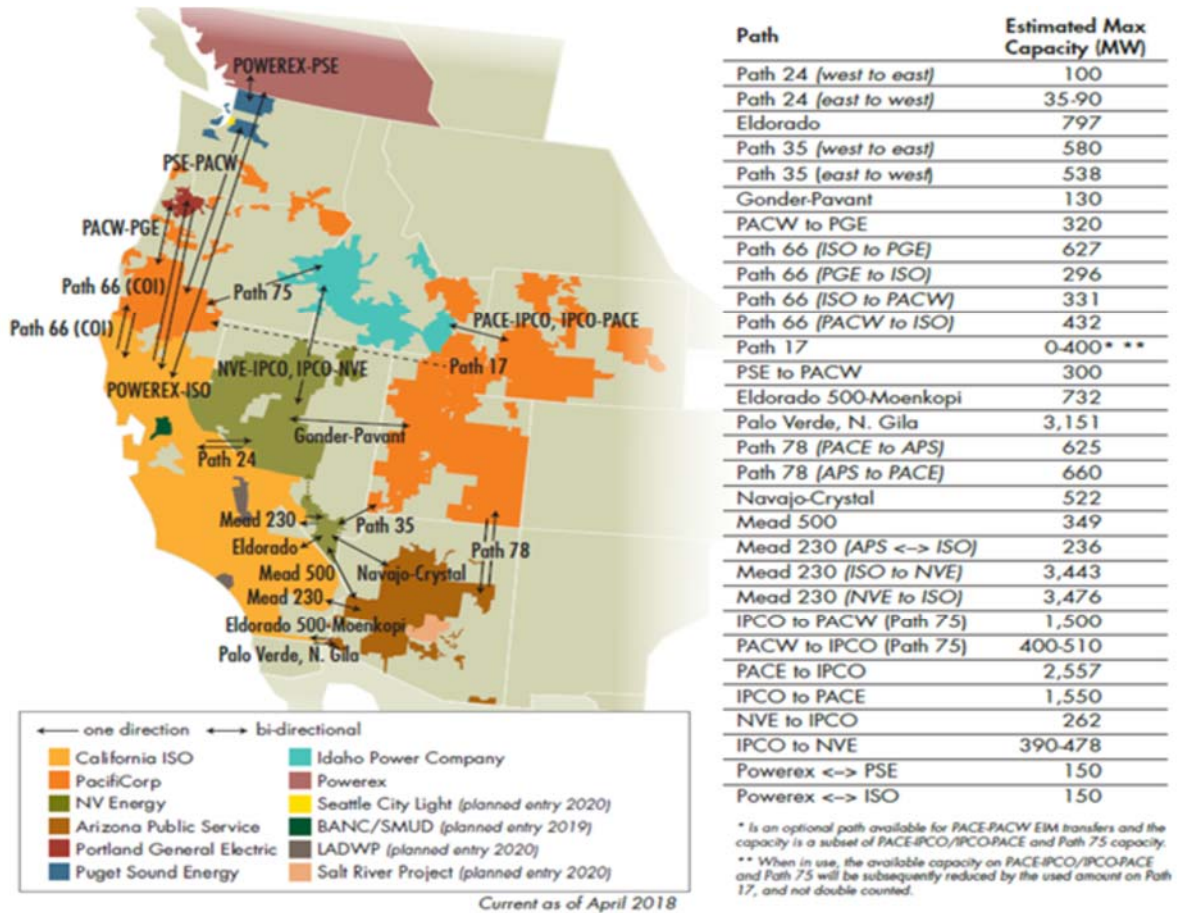 POWEREX-PSE
PSE-PACW
PACW-PGE
Path 66 (COI)
Path 75
Path 66 (COI)
PACE-IPCO, IPCO-PACE
NVE-IPCO, IPCO-NVE
Path 17
POWEREX-ISO
Gonder-Pavant
Path 24
Mead 230
Path 35
Eldorado
Path 78
Mead 500
Navajo-Crystal
Mead 230
Eldorado 500-Moenkopi
Palo Verde, N. Gila
one direction
bi-directional
California ISO
PacifiCorp
NV Energy
Arizona Public Service
Portland General Electric
Puget Sound Energy
Idaho Power Company
Powerex
Seattle City Light (planned entry 2020)
BANC/SMUD (planned entry 2019)
LADWP (planned entry 2020)
Salt River Project (planned entry 2020)
Current as of April 2018
Path Estimated Max Capacity (MW)
Path 24 (west to east) 100
Path 24 (east to west) 35-90
Eldorado 797
Path 35 (west to east) 580
Path 35 (east to west) 538
Gonder-Pavant 130
PACW to PGE 320
Path 66 (ISO to PGE) 627
Path 66 (PGE to ISO) 296
Path 66 (ISO to PACW) 331
Path 66 (PACW to ISO) 432
Path 17 0-400* **
PSE to PACW 300
Eldorado 500-Moenkopi 732
Palo Verde, N. Gila 3,151
Path 78 (PACE to APS) 625
Path 78 (APS to PACE) 660
Navajo-Crystal 522
Mead 500 349
Mead 230 (APS <-> ISO) 236
Mead 230 (ISO to NVE) 3,443
Mead 230 (NVE to ISO) 3,476
IPCO to PACW (Path 75) 1,500
PACW to IPCO (Path 75) 400-510
PACE to IPCO 2,557
IPCO to PACE 1,550
NVE to IPCO 262
IPCO to NVE 390-478
Powerex <-> PSE 150
Powerex <-> ISO 150
* Is an optional path available for PACE-PACW EIM transfers and the
capacity is a subset of PACE-IPCO/IPCO-PACE and Path 75 capacity.
** When in use, the available capacity on PACE-IPCO/IPCO-PACE
and Path 75 will be subsequently reduced by the used amount on Path
17, and not double counted.